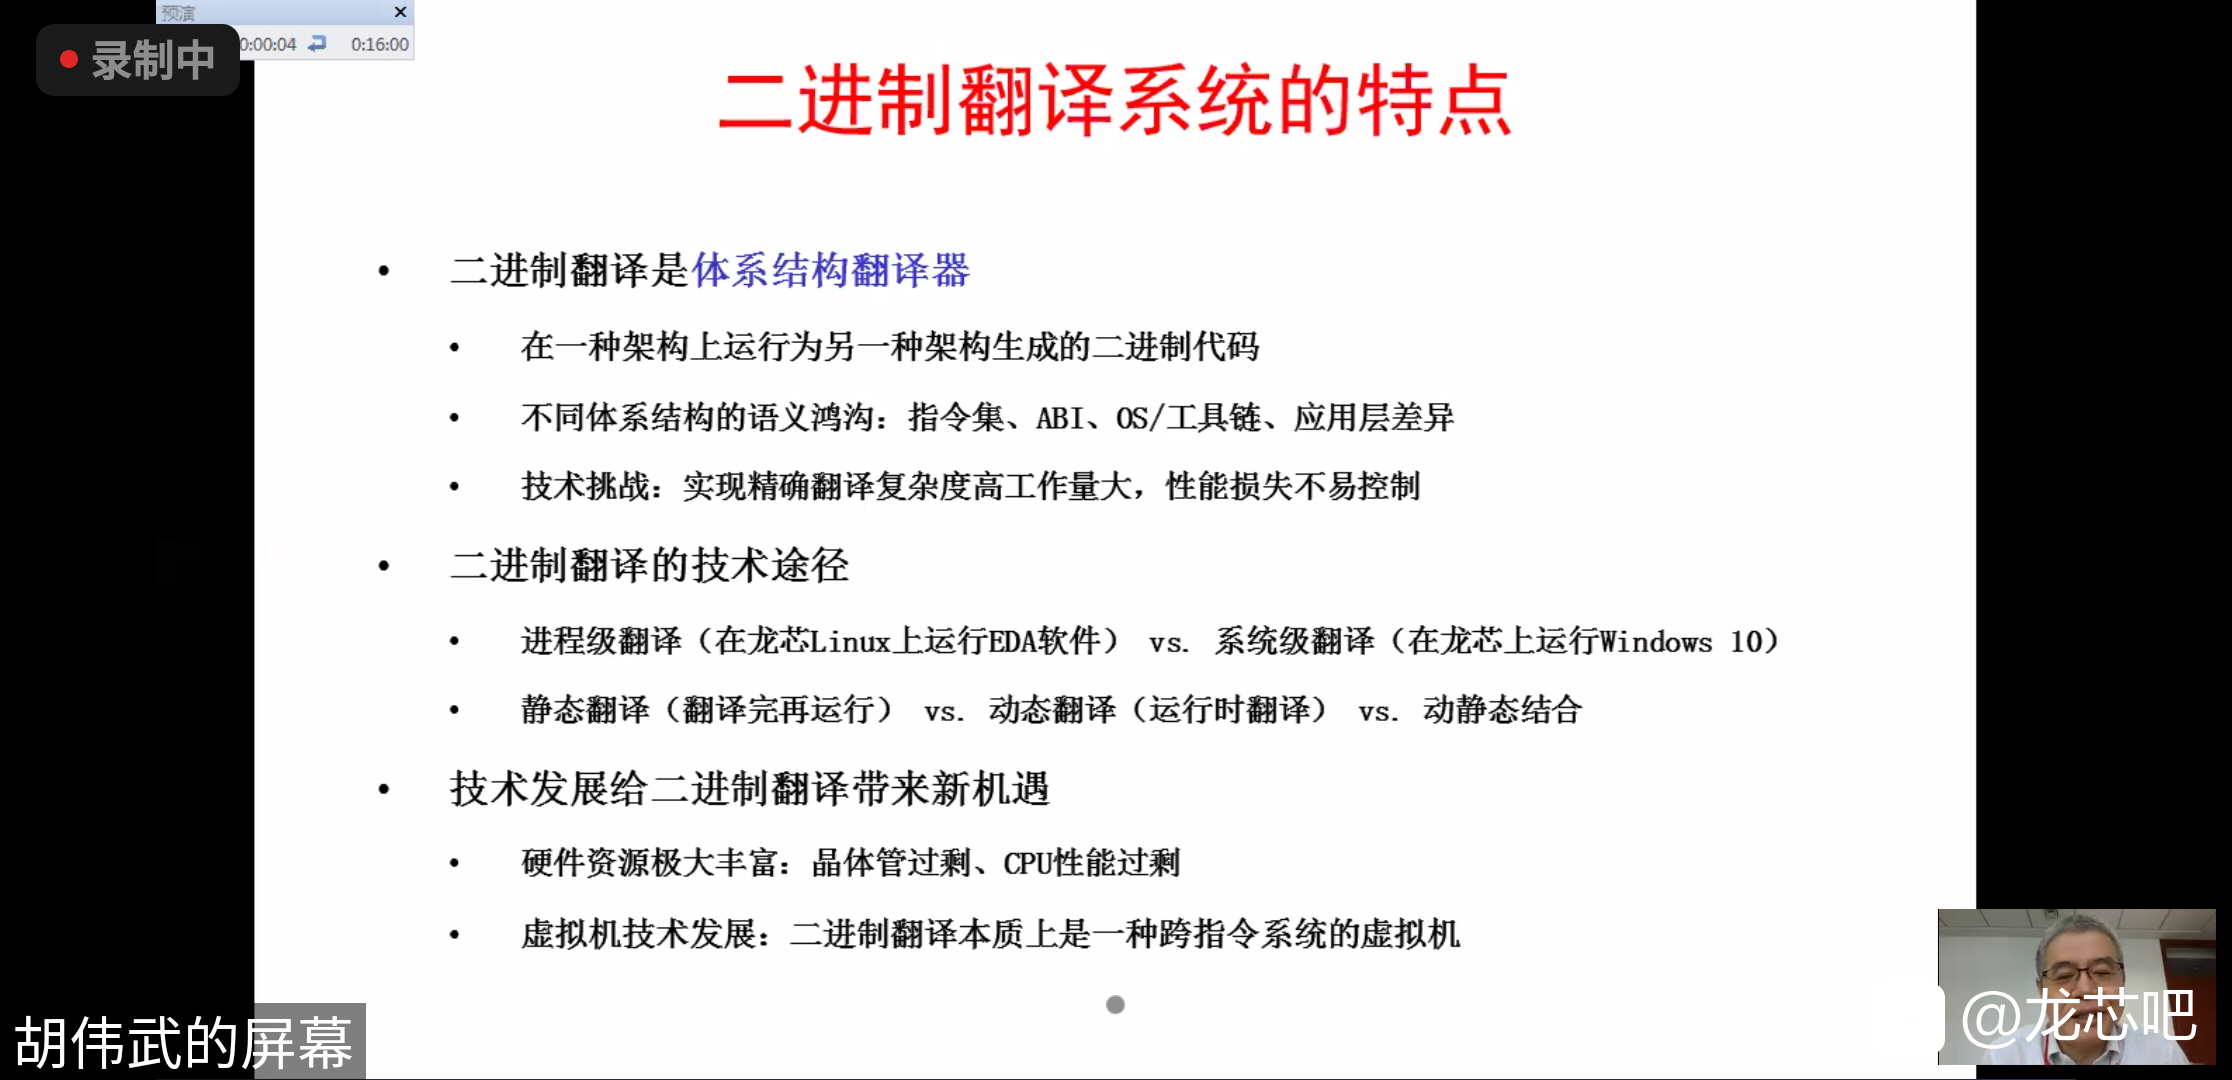 预演
录制中
0:00:04 0:16:00
二进制翻译系统的特点
• 二进制翻译是体系结构翻译器
• 在一种架构上运行为另一种架构生成的二进制代码
• 不同体系结构的语义鸿沟：指令集、ABI、OS/工具链、应用层差异
• 技术挑战：实现精确翻译复杂度高工作量大，性能损失不易控制
• 二进制翻译的技术途径
• 进程级翻译（在龙芯Linux上运行EDA软件） vs. 系统级翻译（在龙芯上运行Windows 10）
• 静态翻译（翻译完再运行） vs. 动态翻译（运行时翻译） vs. 动静态结合
• 技术发展给二进制翻译带来新机遇
• 硬件资源极大丰富：晶体管过剩、CPU性能过剩
• 虚拟机技术发展：二进制翻译本质上是一种跨指令系统的虚拟机
胡伟武的屏幕
@龙芯吧